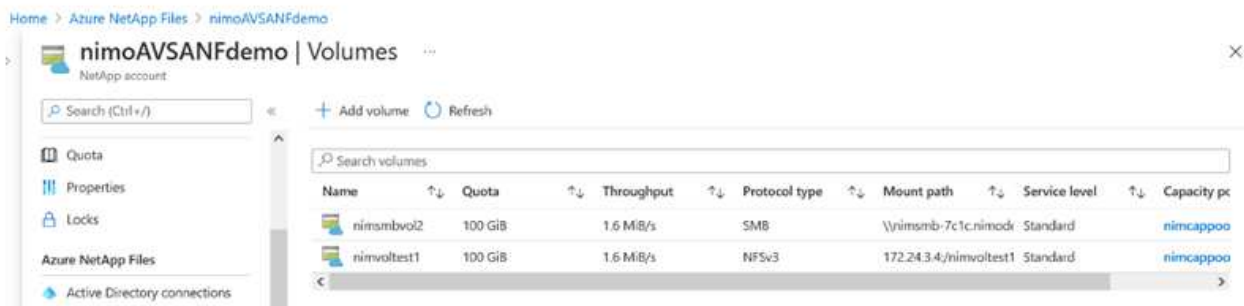 Home > Azure NetApp Files > nimoAVSANFdemo
nimoAVSANFdemo | Volumes ...
NetApp account
Search (Ctrl+/)
Add volume Refresh
Quota
Properties
Locks
Azure NetApp Files
Active Directory connections
Search volumes
Name Quota Throughput Protocol type Mount path Service level Capacity po
nimsmbvol2 100 GiB 1.6 MiB/s SMB \\nimsmb-7c1c.nimod Standard nimcappoo
nimvoltest1 100 GiB 1.6 MiB/s NFSv3 172.24.3.4:/nimvoltest1 Standard nimcappoo